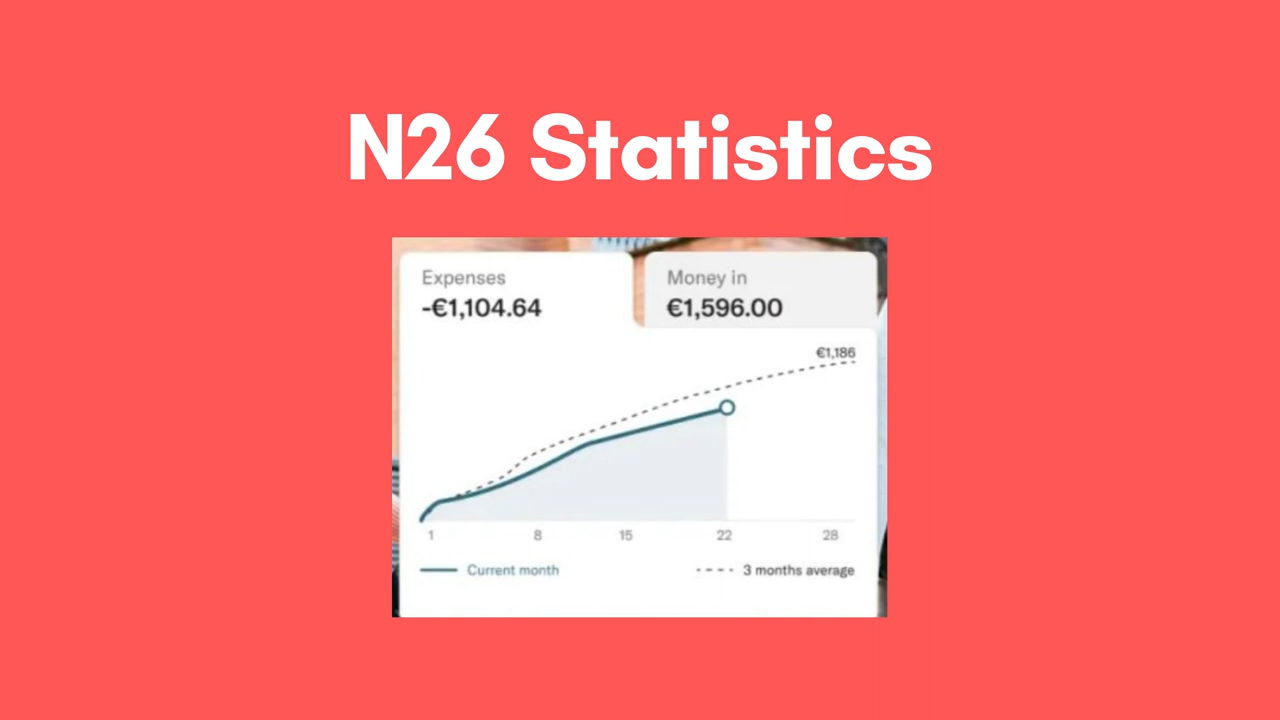 N26 Statistics
Expenses
-€1,104.64
Money in
€1,596.00
€1,186
1 8 15 22 28
Current month 3 months average